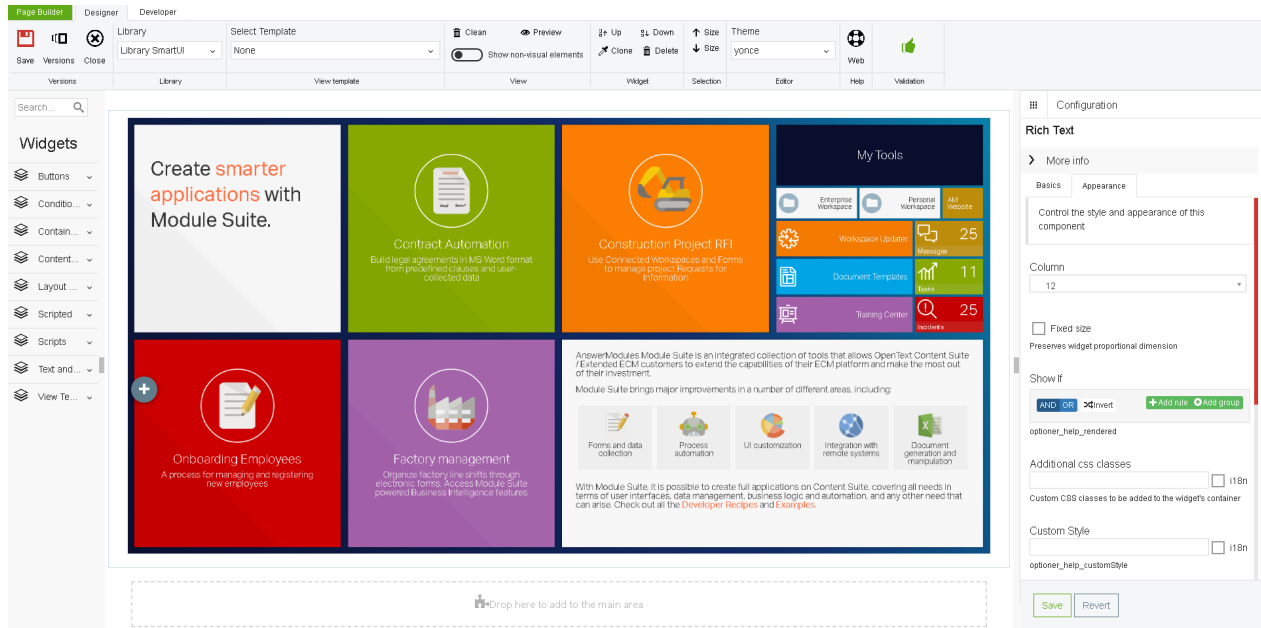 Page Builder
Designer
Developer
Save
Versions
Close
Versions
Library
Library SmartUI
Library
Select Template
None
View template
Clean
Preview
Show non-visual elements
View
Up
Down
Clone
Delete
Widget
Size
Size
Selection
Theme
yonce
Editor
Web
Help
Validation
Search...
Widgets
Buttons
Conditio...
Contain...
Content...
Layout ...
Scripted
Scripts
Text and...
View Te...
Create smarter
applications with
Module Suite.
Contract Automation
Build legal agreements in MS Word format
from predefined clauses and user-
collected data
Construction Project RFI
Use Connected Workspaces and Forms
to manage project Requests for
Information
My Tools
Enterprise
Workspace
Personal
Workspace
AM
Website
Workspace Updater
25
Messages
Document Templates
11
Tasks
Training Center
25
Incidents
Onboarding Employees
A process for managing and registering
new employees
Factory management
Organize factory line shifts through
electronic forms. Access Module Suite
powered Business Intelligence features
AnswerModules Module Suite is an integrated collection of tools that allows OpenText Content Suite
/ Extended ECM customers to extend the capabilities of their ECM platform and make the most out
of their investment.
Module Suite brings major improvements in a number of different areas, including:
Forms and data
collection
Process
automation
UI customization
Integration with
remote systems
Document
generation and
manipulation
With Module Suite, it is possible to create full applications on Content Suite, covering all needs in
terms of user interfaces, data management, business logic and automation, and any other need that
can arise. Check out all the Developer Recipes and Examples.
Drop here to add to the main area
Configuration
Rich Text
More info
Basics
Appearance
Control the style and appearance of this
component
Column
12
Fixed size
Preserves widget proportional dimension
Show If
AND OR Invert
Add rule Add group
optioner_help_rendered
Additional css classes
i18n
Custom CSS classes to be added to the widget's container
Custom Style
i18n
optioner_help_customStyle
Save
Revert